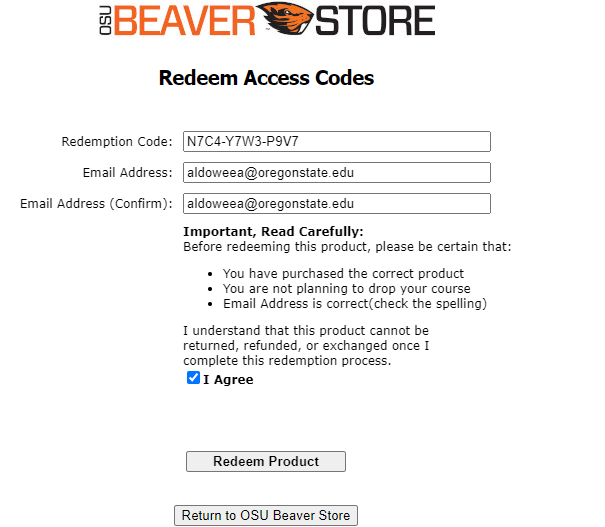 OSU BEAVER STORE
Redeem Access Codes
Redemption Code: N7C4-Y7W3-P9V7
Email Address: aldoweea@oregonstate.edu
Email Address (Confirm): aldoweea@oregonstate.edu
Important, Read Carefully:
Before redeeming this product, please be certain that:
• You have purchased the correct product
• You are not planning to drop your course
• Email Address is correct(check the spelling)
I understand that this product cannot be
returned, refunded, or exchanged once I
complete this redemption process.
I Agree
Redeem Product
Return to OSU Beaver Store